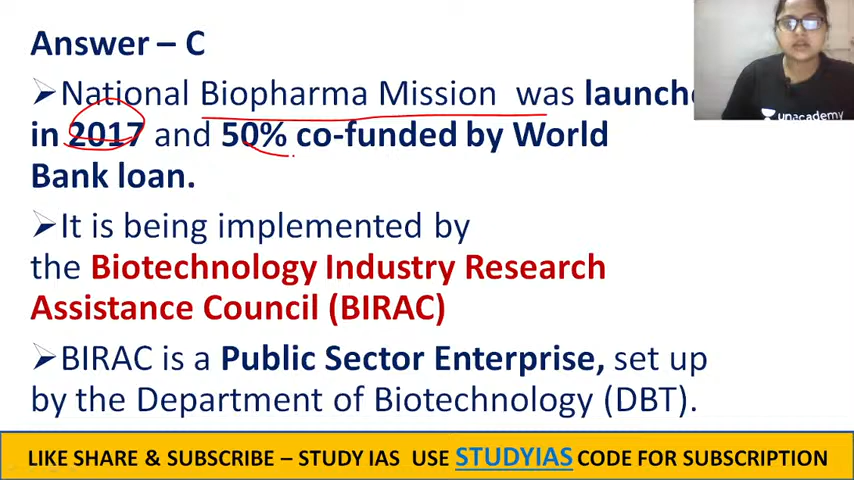 Answer – C
➢National Biopharma Mission was
in 2017 and 50% co-funded by World
Bank loan.
➢It is being implemented by
the Biotechnology Industry Research
Assistance Council (BIRAC)
➢BIRAC is a Public Sector Enterprise, set up
by the Department of Biotechnology (DBT).
LIKE SHARE & SUBSCRIBE – STUDY IAS USE STUDYIAS CODE FOR SUBSCRIPTION
unacademy